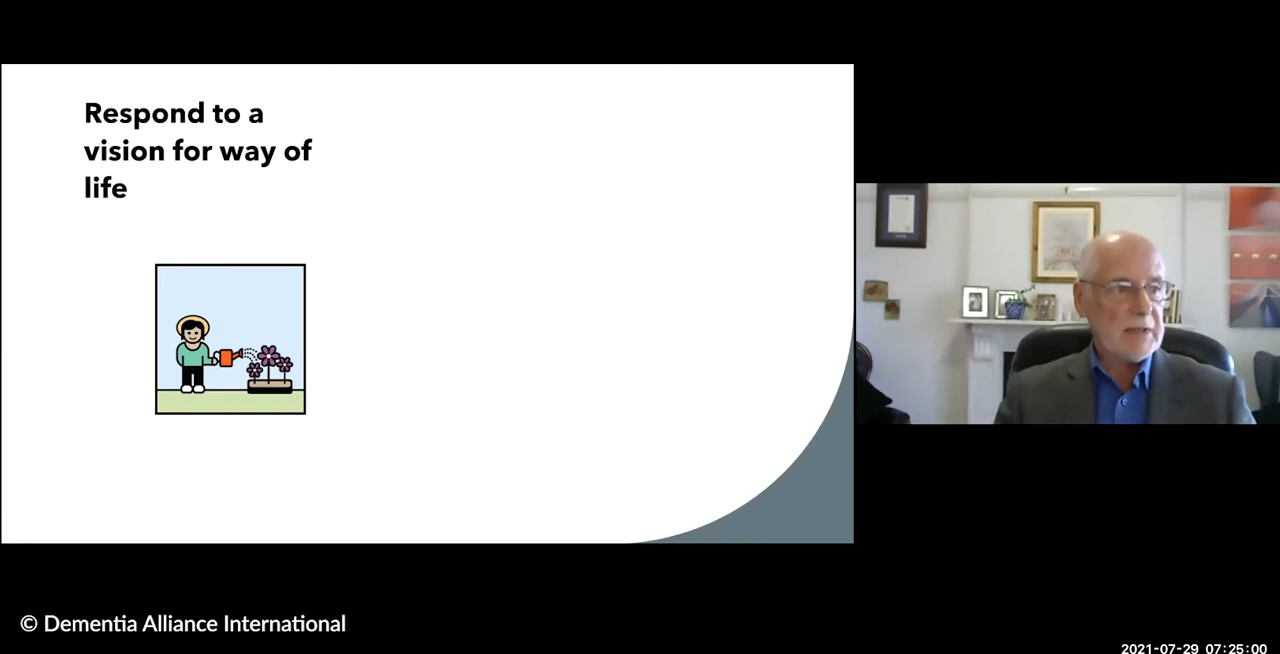 Respond to a
vision for way of
life
© Dementia Alliance International
2021-07-29 07:25:00